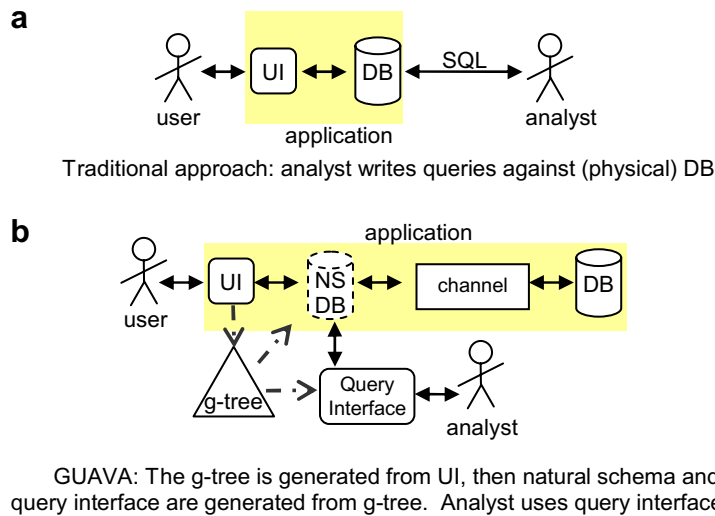 a
UI
DB
SQL
user
analyst
application
Traditional approach: analyst writes queries against (physical) DB
b
application
UI
NS
DB
channel
DB
user
g-tree
Query
Interface
analyst
GUAVA: The g-tree is generated from UI, then natural schema and
query interface are generated from g-tree. Analyst uses query interface